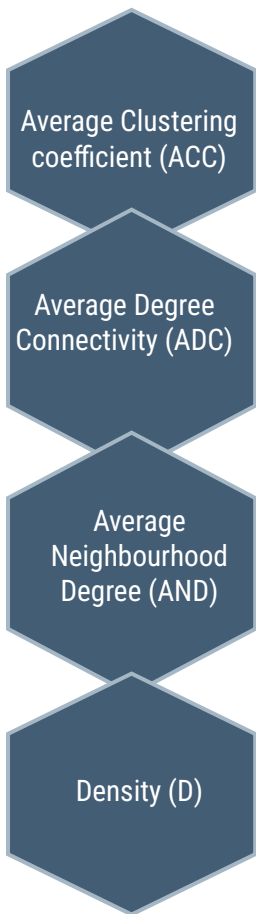 Average Clustering
coefficient (ACC)
Average Degree
Connectivity (ADC)
Average
Neighbourhood
Degree (AND)
Density (D)